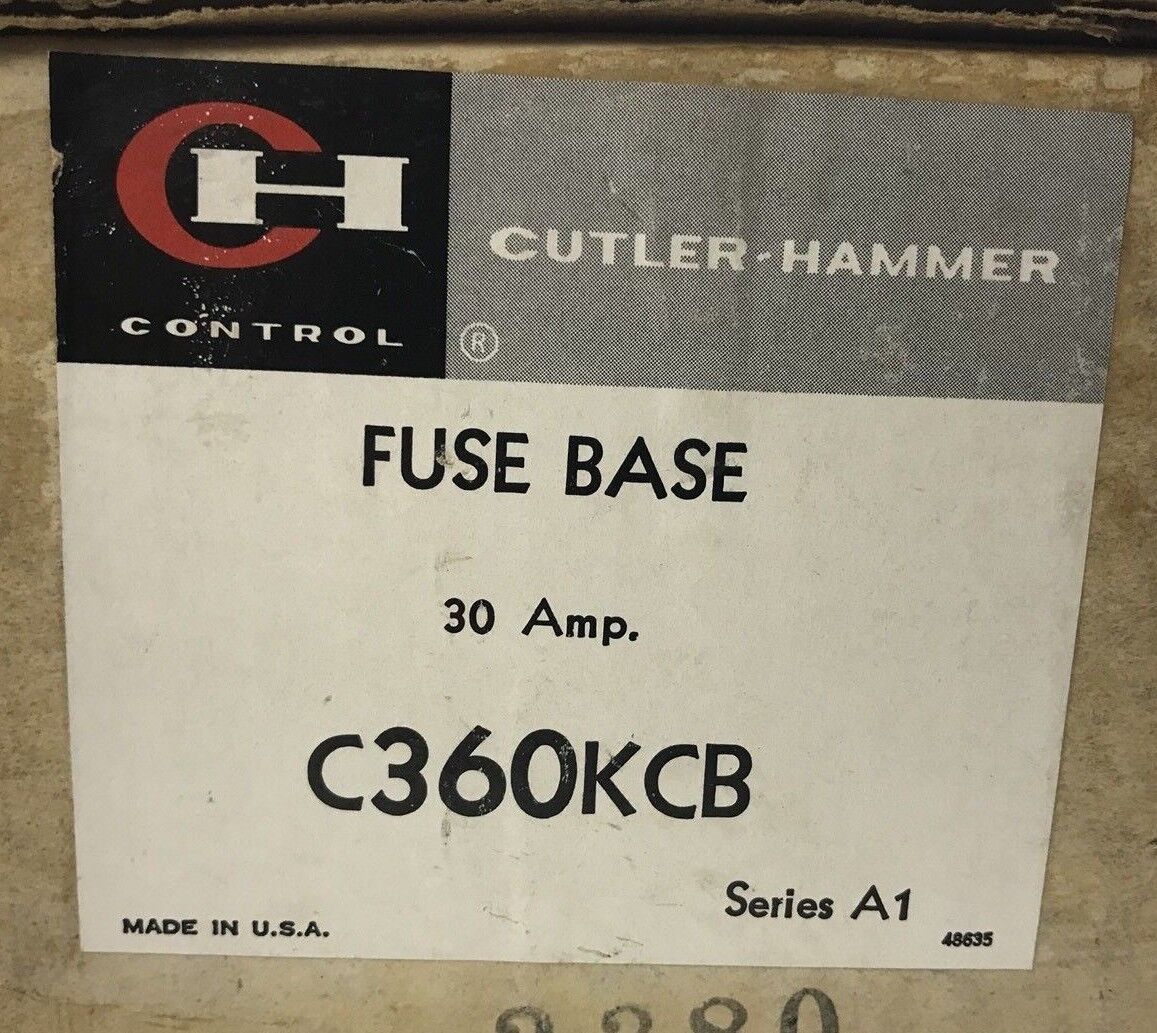 CH
CONTROL
®
CUTLER-HAMMER
FUSE BASE
30 Amp.
C360KCB
Series A1
MADE IN U.S.A.
48635